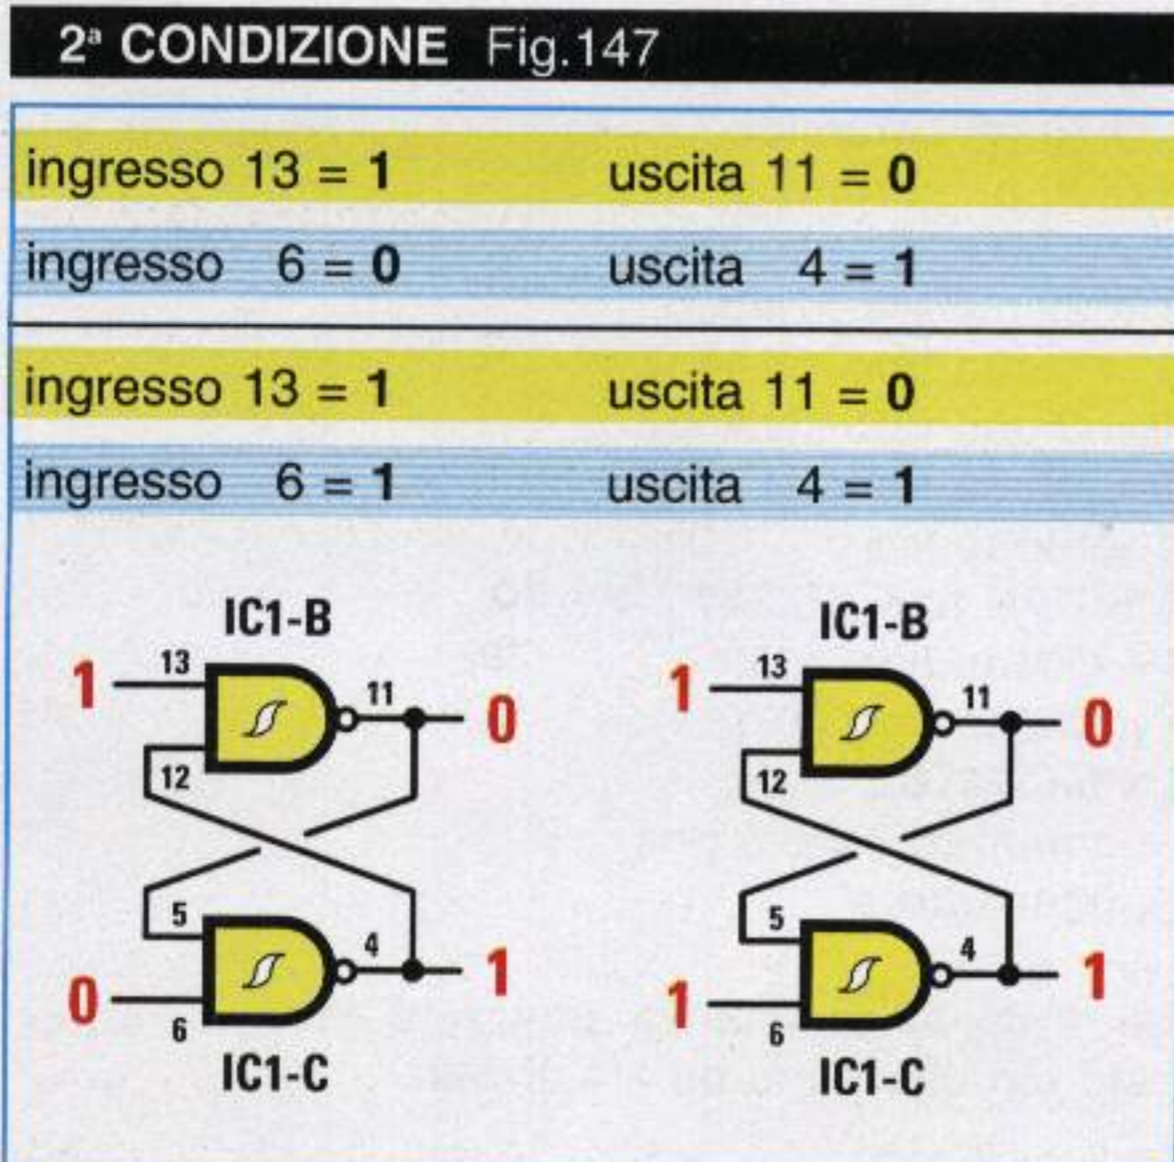 2ª CONDIZIONE Fig.147
ingresso 13 = 1 uscita 11 = 0
ingresso 6 = 0 uscita 4 = 1
ingresso 13 = 1 uscita 11 = 0
ingresso 6 = 1 uscita 4 = 1
IC1-B
1 13 11 0
12
5
4 1
0 6
IC1-C
IC1-B
1 13 11 0
12
5
4 1
1 6
IC1-C